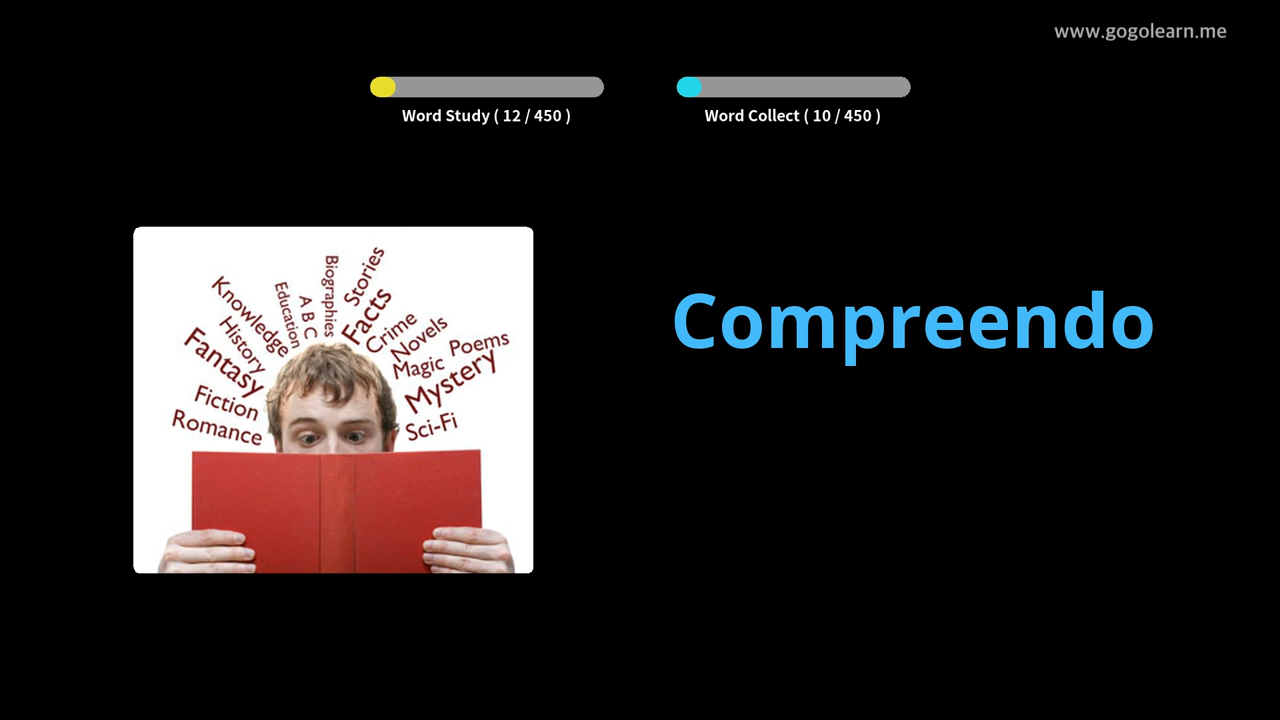 www.gogolearn.me
Word Study ( 12 / 450 )
Word Collect ( 10 / 450 )
Compreendo
Knowledge
Education
A B C
Biographies
Stories
Facts
Crime
Novels
Poems
Magic
Mystery
Sci-Fi
History
Fantasy
Fiction
Romance